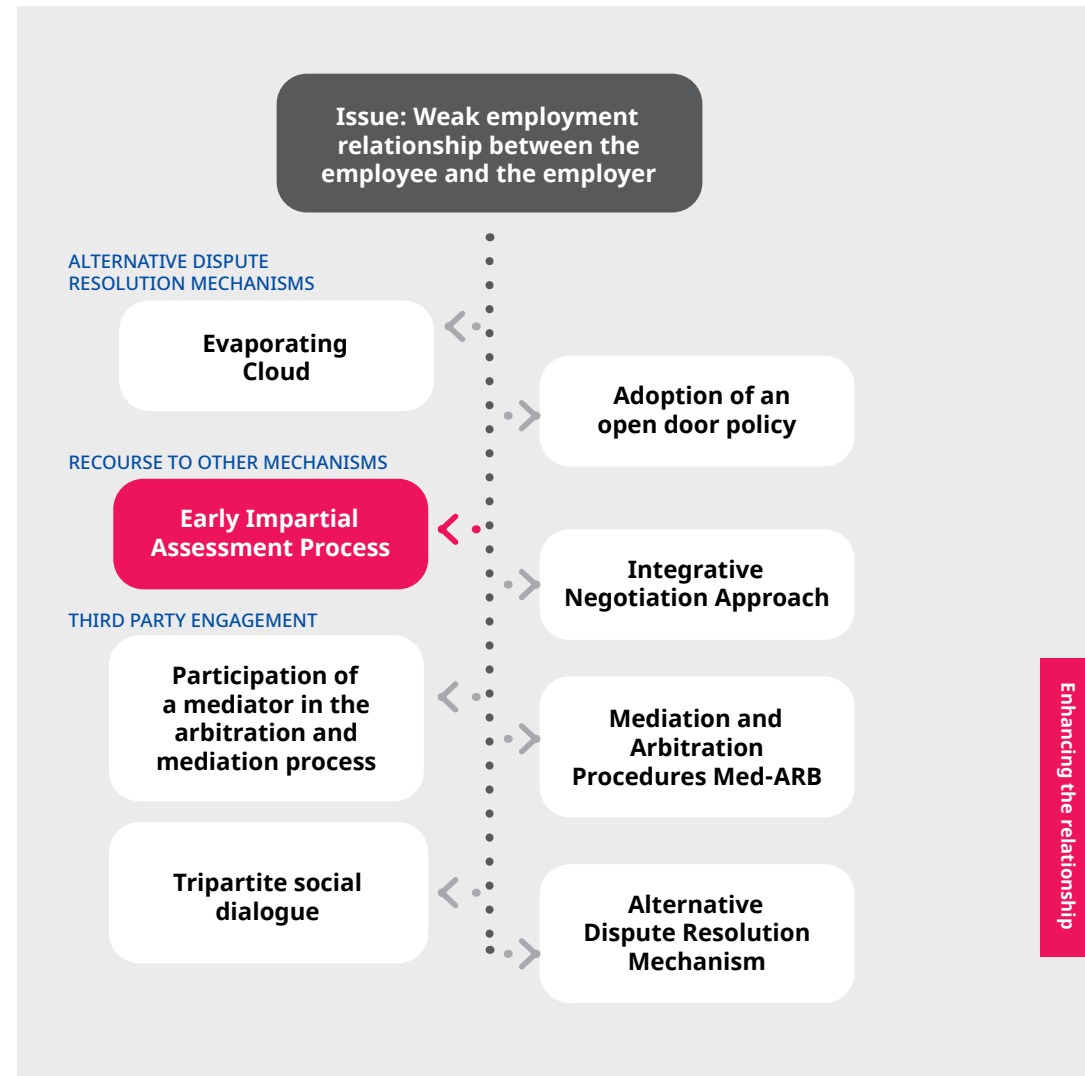 Issue: Weak employment
relationship between the
employee and the employer
ALTERNATIVE DISPUTE
RESOLUTION MECHANISMS
Evaporating
Cloud
Adoption of an
open door policy
RECOURSE TO OTHER MECHANISMS
Early Impartial
Assessment Process
Integrative
Negotiation Approach
THIRD PARTY ENGAGEMENT
Participation of
a mediator in the
arbitration and
mediation process
Mediation and
Arbitration
Procedures Med-ARB
Tripartite social
dialogue
Alternative
Dispute Resolution
Mechanism
Enhancing the relationship